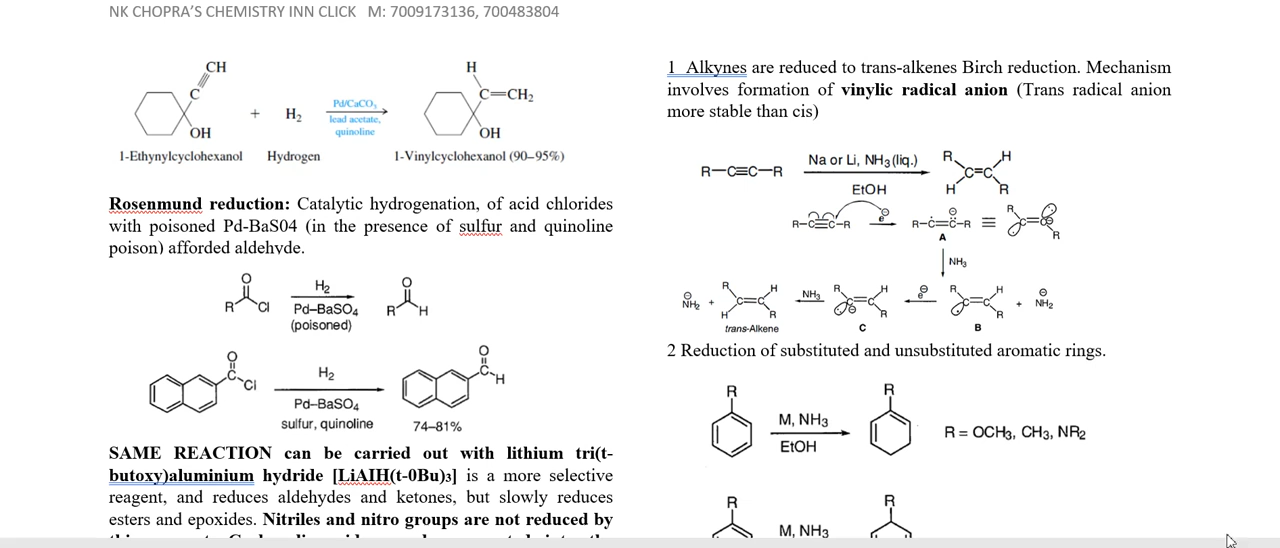 NK CHOPRA'S CHEMISTRY INN CLICK M: 7009173136, 700483804
CH
C
OH
+
H₂
Pd/CaCO₃
lead acetate,
quinoline
H
C=CH₂
OH
1-Ethynylcyclohexanol Hydrogen 1-Vinylcyclohexanol (90–95%)
Rosenmund reduction: Catalytic hydrogenation, of acid chlorides
with poisoned Pd-BaS04 (in the presence of sulfur and quinoline
poison) afforded aldehvde.
O
R Cl
H₂
Pd–BaSO₄
(poisoned)
O
R H
O
C
Cl
H₂
Pd–BaSO₄
sulfur, quinoline
O
C
H
74–81%
SAME REACTION can be carried out with lithium tri(t-
butoxy)aluminium hydride [LiAIH(t-0Bu)₃] is a more selective
reagent, and reduces aldehydes and ketones, but slowly reduces
esters and epoxides. Nitriles and nitro groups are not reduced by
1 Alkynes are reduced to trans-alkenes Birch reduction. Mechanism
involves formation of vinylic radical anion (Trans radical anion
more stable than cis)
R–C≡C–R
Na or Li, NH₃ (liq.)
EtOH
R H
C=C
H R
R–C≡C–R
e⊖
R–Ċ=C̈–R ≡ R R
A
NH₃
⊖NH₂ + R H C=C H R
NH₃
R H C=C R
e⊖
R H C=C R + ⊖NH₂
trans-Alkene C B
2 Reduction of substituted and unsubstituted aromatic rings.
R
M, NH₃
EtOH
R
R = OCH₃, CH₃, NR₂
R
M, NH₃
R